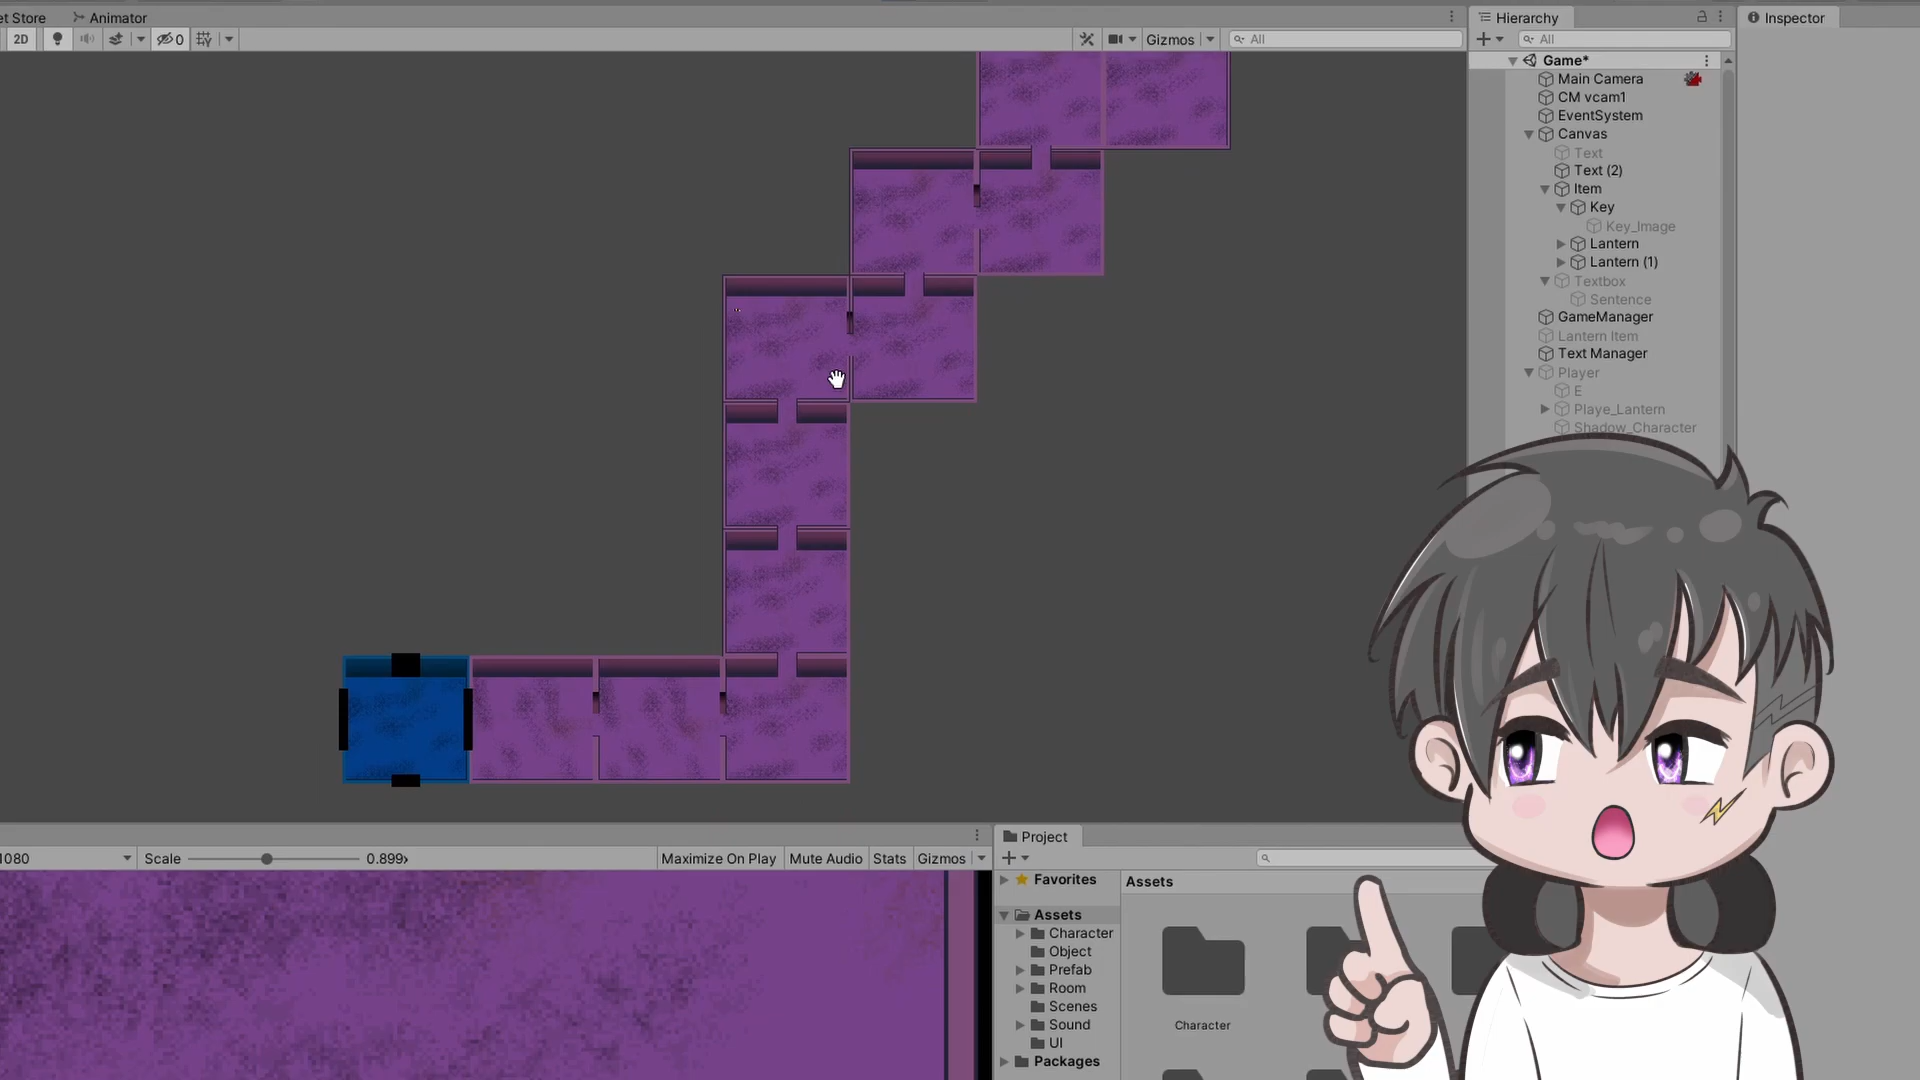 et Store
Animator
Hierarchy
Inspector
2D
0
Gizmos
All
All
Game*
Main Camera
CM vcam1
EventSystem
Canvas
Text
Text (2)
Item
Key
Key_Image
Lantern
Lantern (1)
Textbox
Sentence
GameManager
Lantern Item
Text Manager
Player
E
Playe_Lantern
Shadow_Character
1080
Scale
0.899x
Maximize On Play
Mute Audio
Stats
Gizmos
Project
Favorites
Assets
Assets
Character
Object
Prefab
Room
Scenes
Sound
UI
Packages
Character